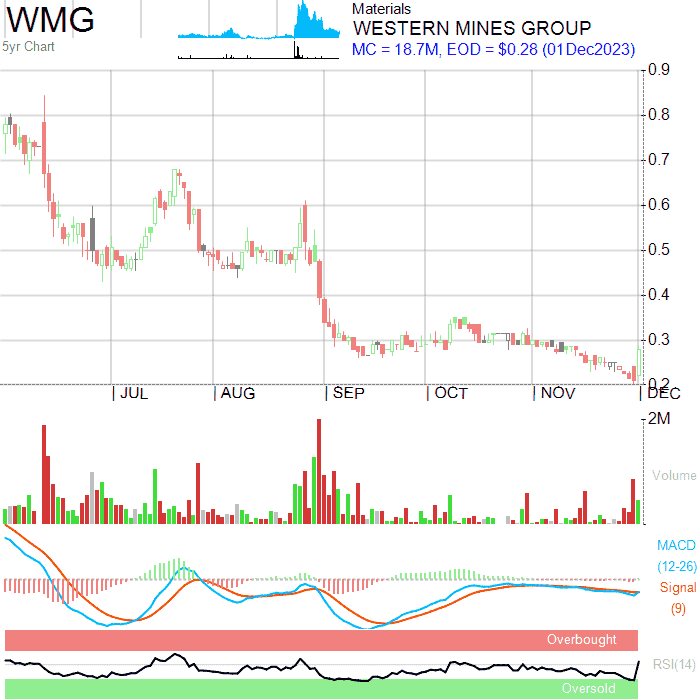 WMG
5yr Chart
Materials
WESTERN MINES GROUP
MC = 18.7M, EOD = $0.28 (01Dec2023)
0.9
0.8
0.7
0.6
0.5
0.4
0.3
0.2
| JUL | AUG | SEP | OCT | NOV | DEC
2M
Volume
MACD
(12-26)
Signal
(9)
Overbought
RSI(14)
Oversold